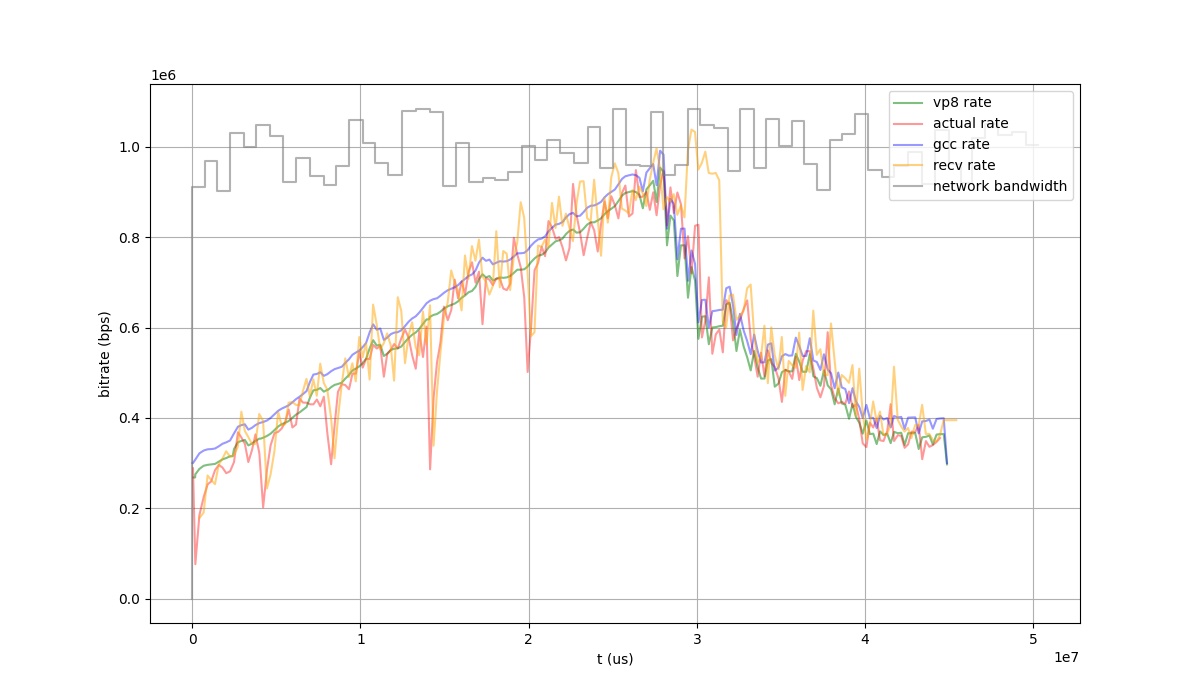 1e6
1.0
0.8
0.6
0.4
0.2
0.0
bitrate (bps)
vp8 rate
actual rate
gcc rate
recv rate
network bandwidth
0 1 2 3 4 5
t (us)
1e7